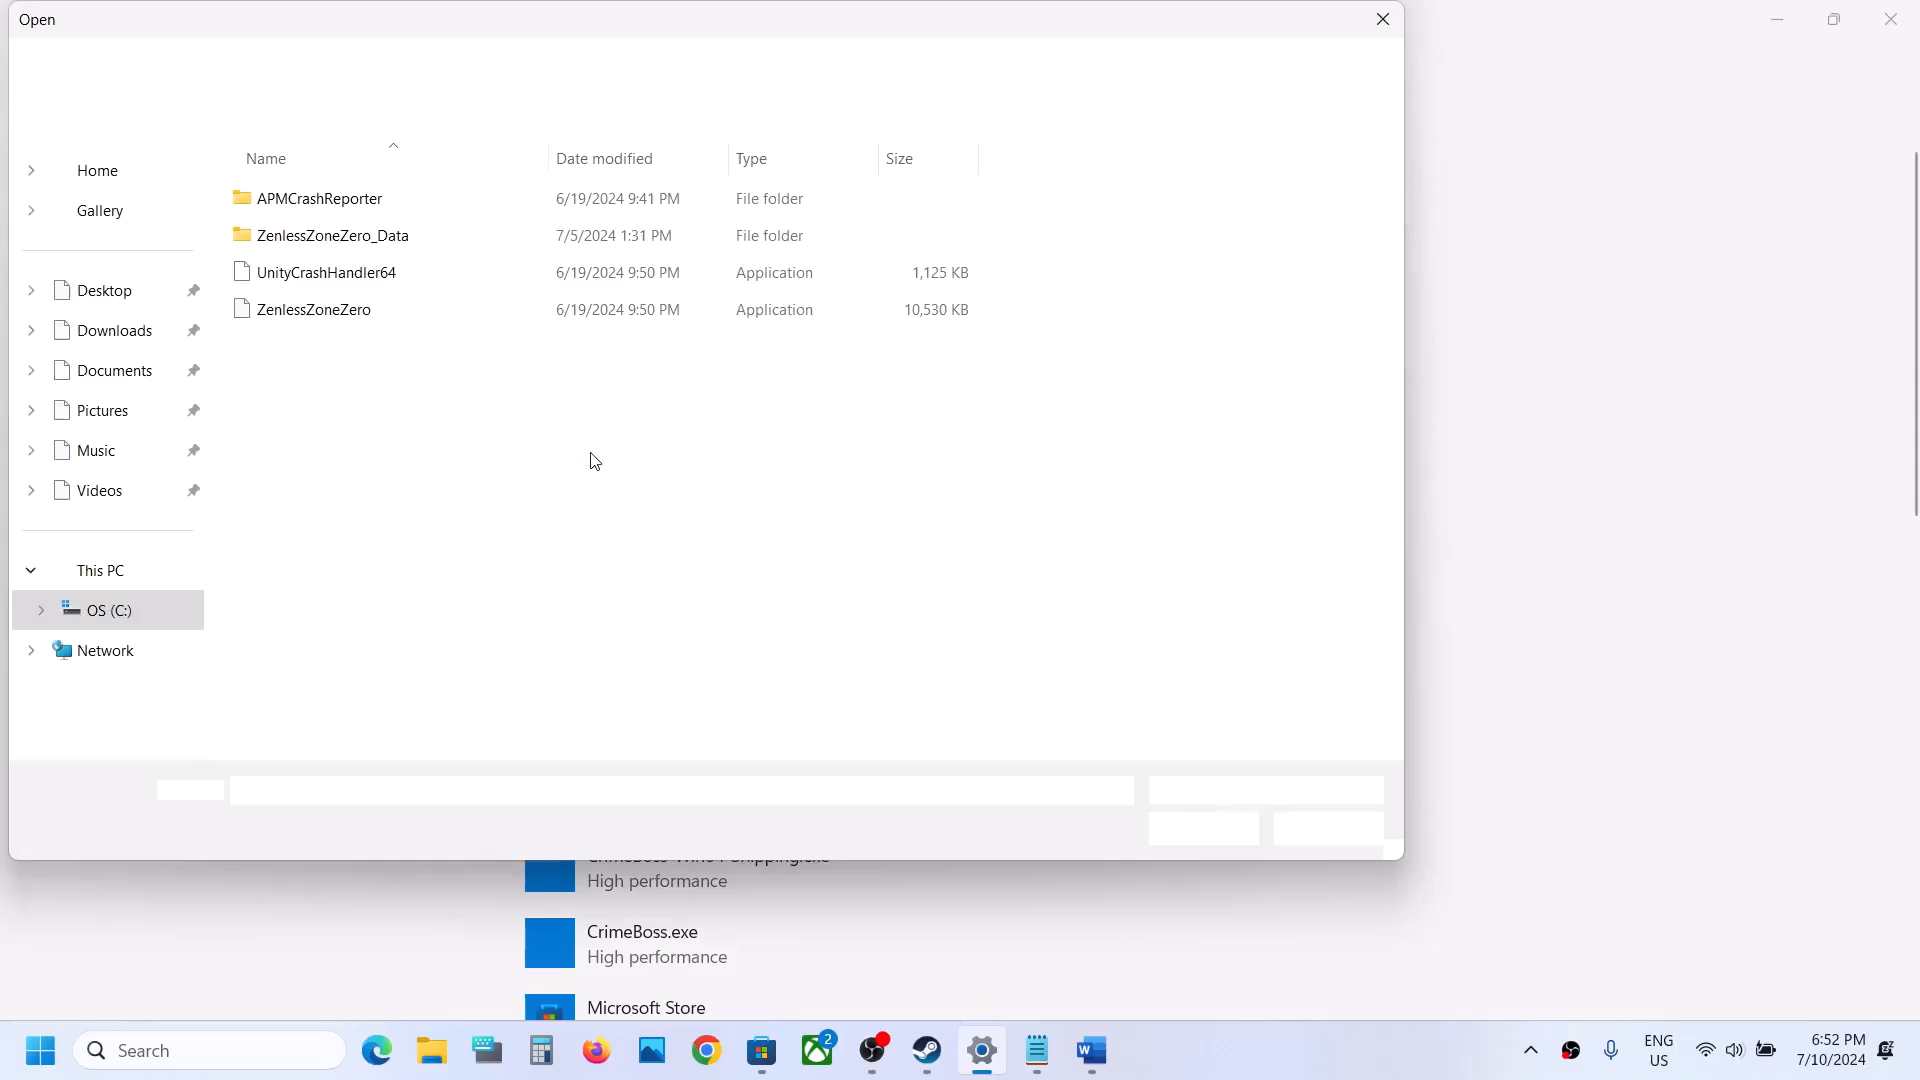 Open
Name
Date modified
Type
Size
Home
Gallery
APMCrashReporter 6/19/2024 9:41 PM File folder
ZenlessZoneZero_Data 7/5/2024 1:31 PM File folder
UnityCrashHandler64 6/19/2024 9:50 PM Application 1,125 KB
ZenlessZoneZero 6/19/2024 9:50 PM Application 10,530 KB
Desktop
Downloads
Documents
Pictures
Music
Videos
This PC
OS (C:)
Network
High performance
CrimeBoss.exe
High performance
Microsoft Store
Search
2
ENG
US
6:52 PM
7/10/2024